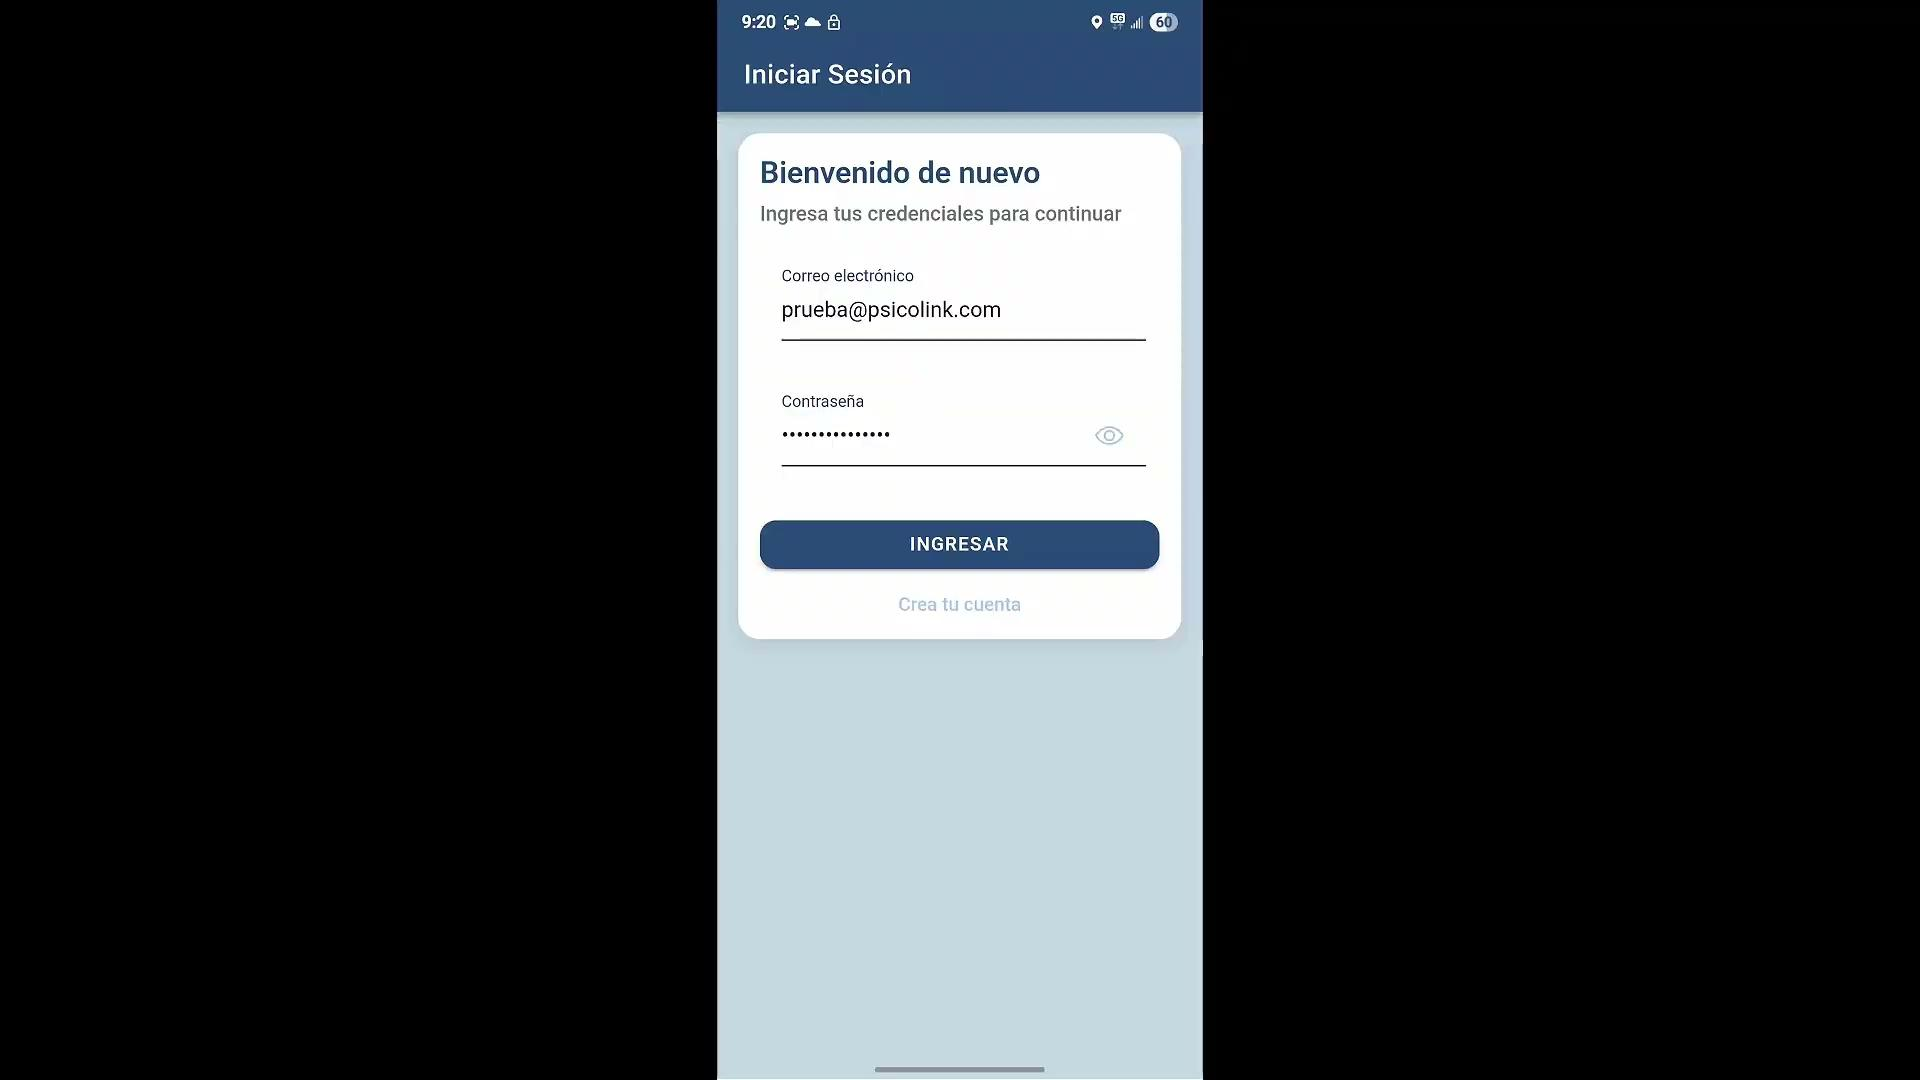 9:20 5G 60
Iniciar Sesión
Bienvenido de nuevo
Ingresa tus credenciales para continuar
Correo electrónico
prueba@psicolink.com
Contraseña
•••••••••••••••
INGRESAR
Crea tu cuenta